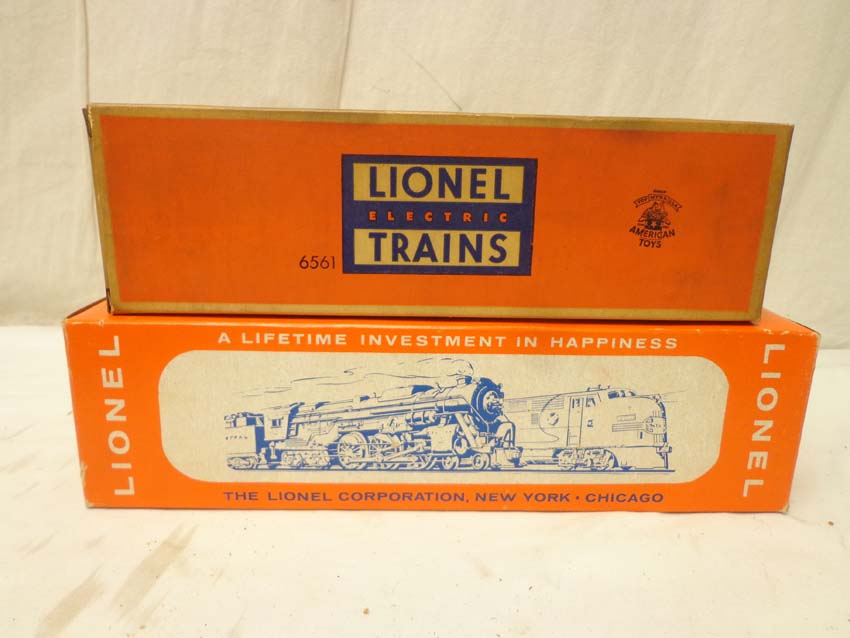 LIONEL
ELECTRIC
TRAINS
6561
AMERICAN
TOYS
A LIFETIME INVESTMENT IN HAPPINESS
LIONEL
LIONEL
THE LIONEL CORPORATION, NEW YORK • CHICAGO